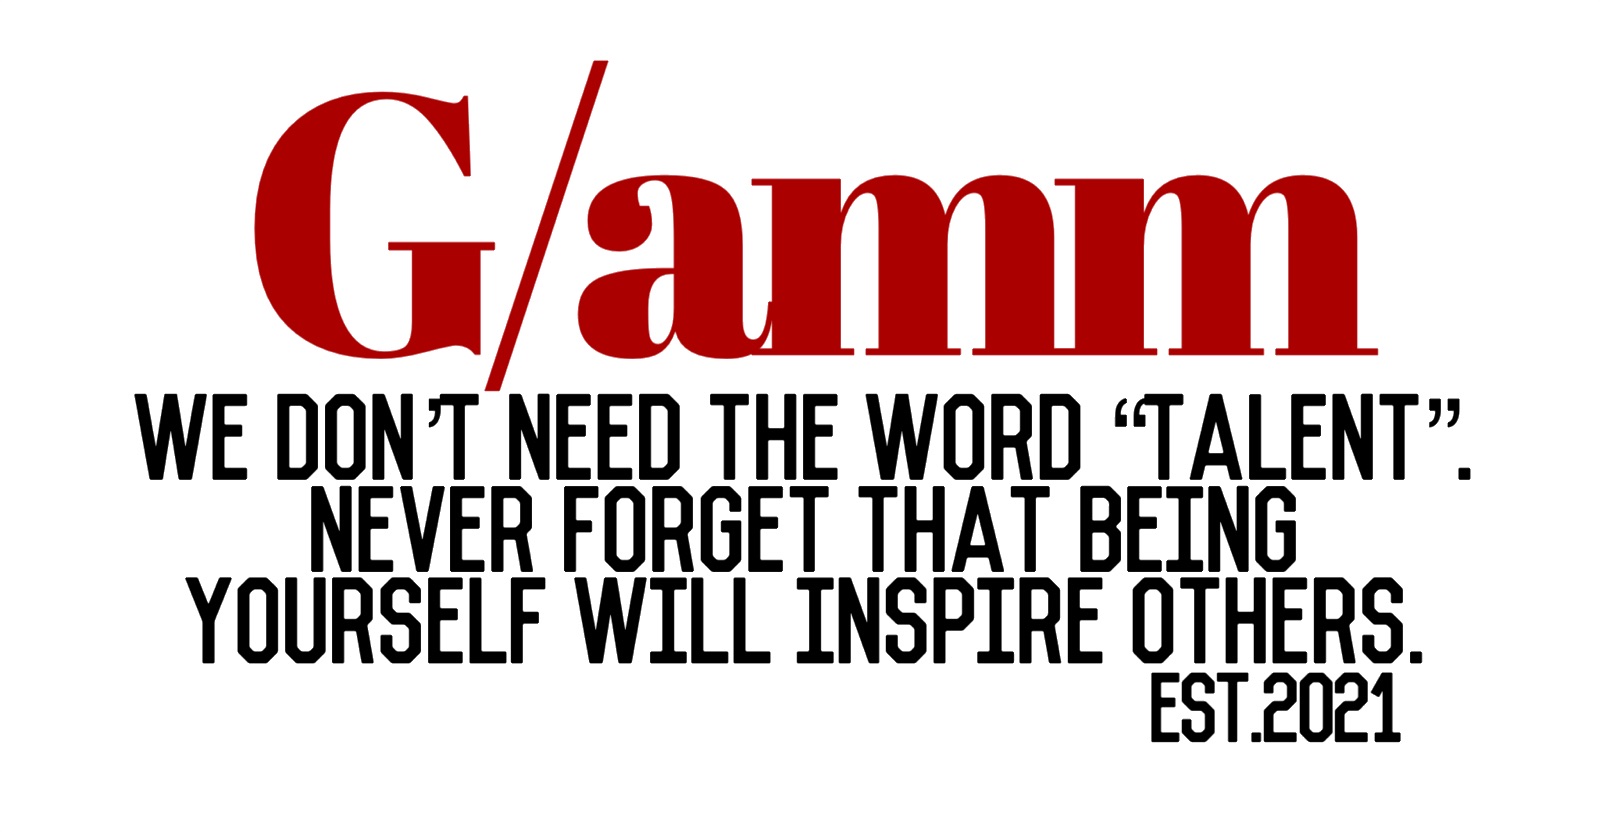 G/amm
WE DON’T NEED THE WORD “TALENT”.
NEVER FORGET THAT BEING
YOURSELF WILL INSPIRE OTHERS.
EST.2021